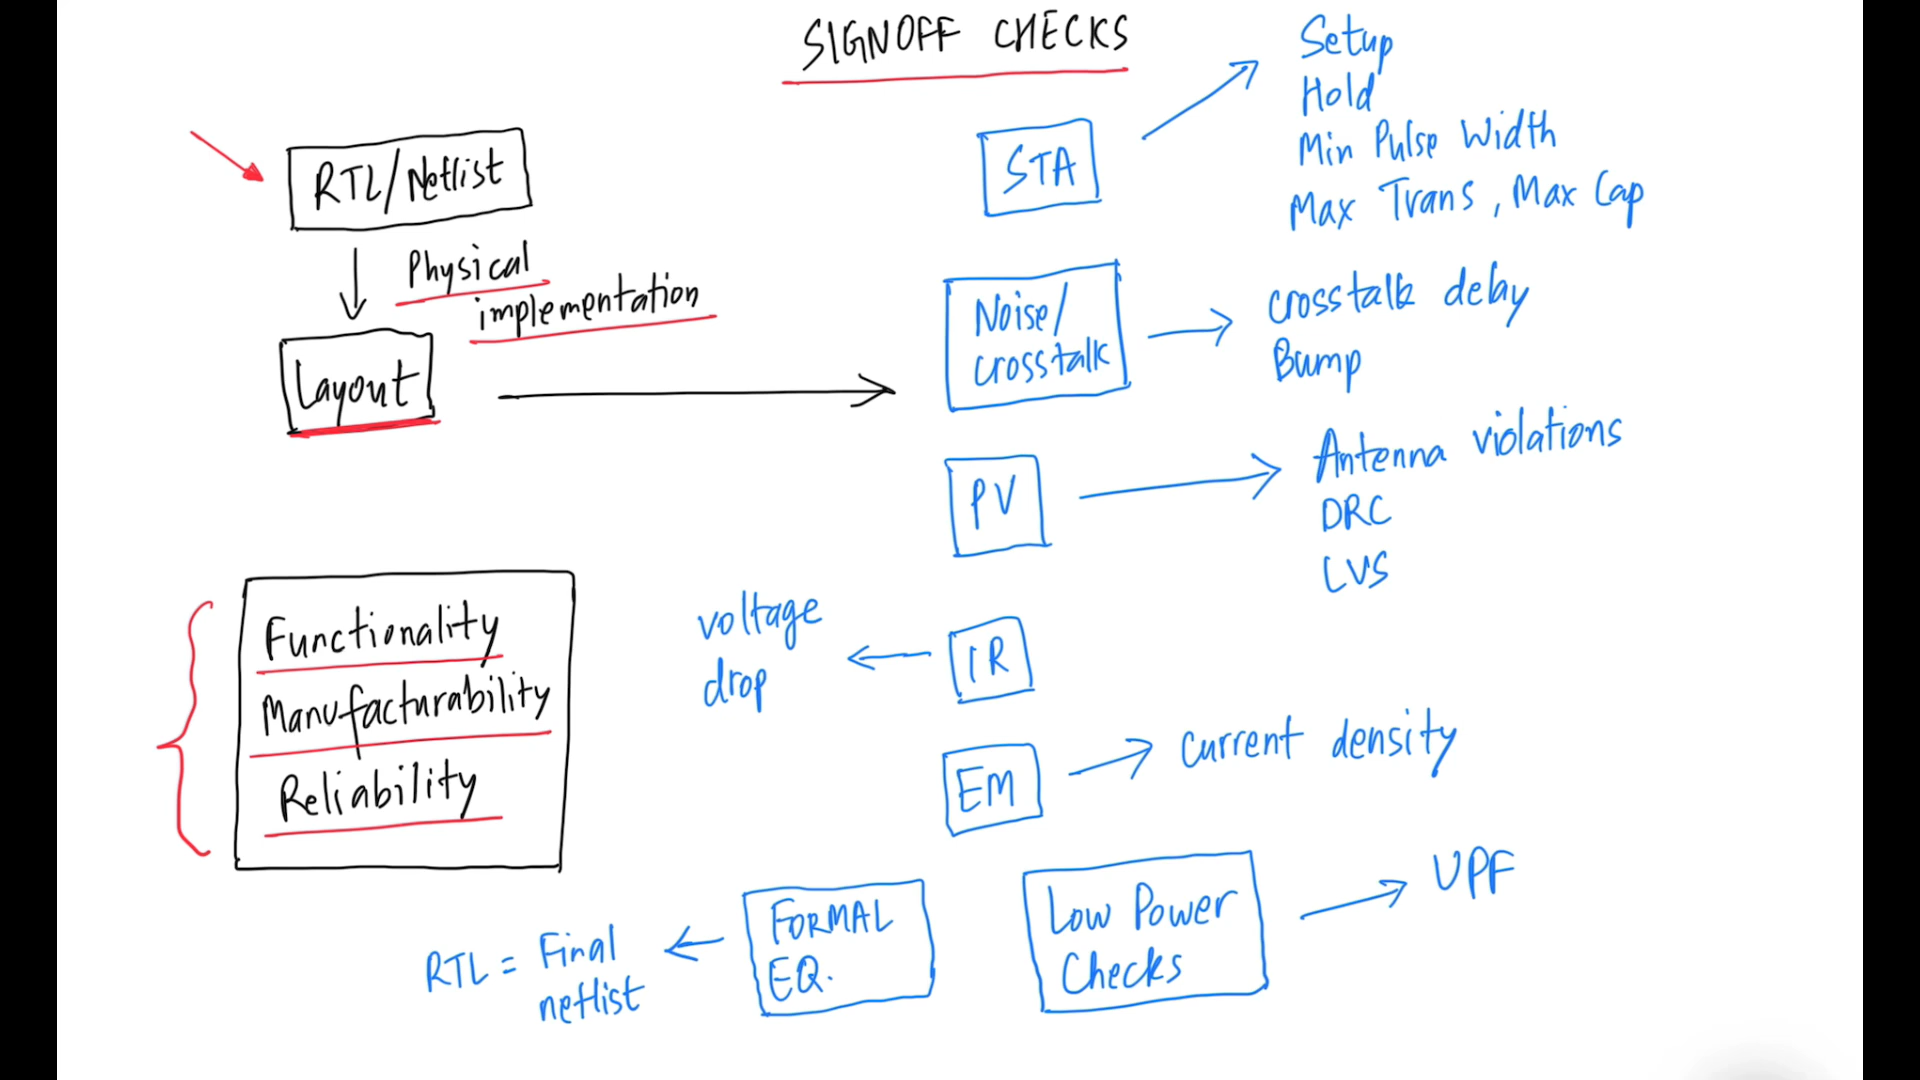 SIGNOFF CHECKS
RTL/Netlist
Physical
implementation
Layout
Functionality
Manufacturability
Reliability
STA
Setup
Hold
Min Pulse Width
Max Trans, Max Cap
Noise/
crosstalk
crosstalk delay
Bump
PV
Antenna violations
DRC
LVS
IR
voltage
drop
EM
current density
FORMAL
EQ.
RTL = Final
netlist
Low Power
Checks
UPF